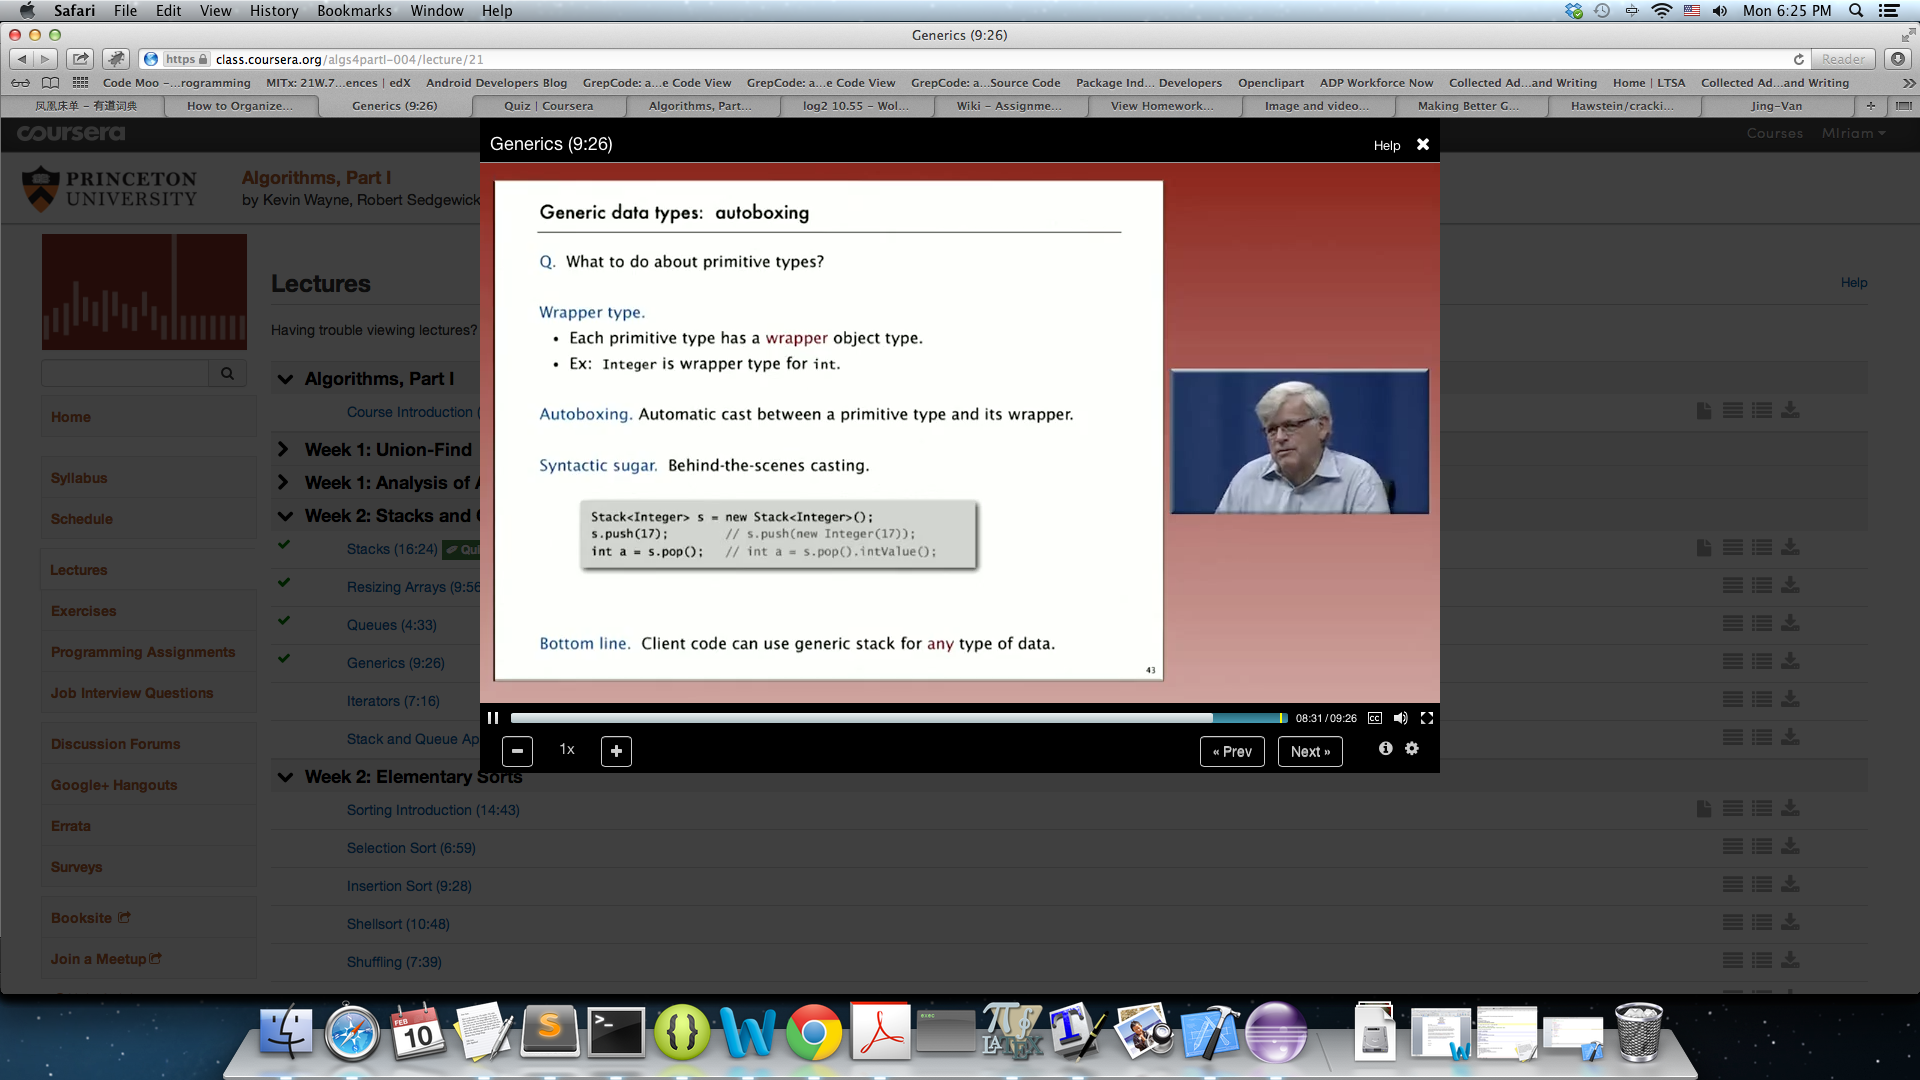 Safari File Edit View History Bookmarks Window Help Mon 6:25 PM
Generics (9:26)
https class.coursera.org/algs4partI-004/lecture/21 Reader
Code Moo –...rogramming MITx: 21W.7...ences | edX Android Developers Blog GrepCode: a...e Code View GrepCode: a...e Code View GrepCode: a...Source Code Package Ind... Developers Openclipart ADP Workforce Now Collected Ad...and Writing Home | LTSA Collected Ad...and Writing
凤凰床单 - 有道词典 How to Organize... Generics (9:26) Quiz | Coursera Algorithms, Part... log2 10.55 – Wol... Wiki – Assignme... View Homework... Image and video... Making Better G... Hawstein/cracki... Jing-Van
coursera Courses MIriam
PRINCETON UNIVERSITY
Algorithms, Part I
by Kevin Wayne, Robert Sedgewick
Home
Syllabus
Schedule
Lectures
Exercises
Programming Assignments
Job Interview Questions
Discussion Forums
Google+ Hangouts
Errata
Surveys
Booksite
Join a Meetup
Lectures
Help
Having trouble viewing lectures?
Algorithms, Part I
Course Introduction (
Week 1: Union-Find
Week 1: Analysis of A
Week 2: Stacks and
Stacks (16:24) Qui
Resizing Arrays (9:56
Queues (4:33)
Generics (9:26)
Iterators (7:16)
Stack and Queue Ap
Week 2: Elementary Sorts
Sorting Introduction (14:43)
Selection Sort (6:59)
Insertion Sort (9:28)
Shellsort (10:48)
Shuffling (7:39)
Generics (9:26) Help
Generic data types: autoboxing
Q. What to do about primitive types?
Wrapper type.
• Each primitive type has a wrapper object type.
• Ex: Integer is wrapper type for int.
Autoboxing. Automatic cast between a primitive type and its wrapper.
Syntactic sugar. Behind-the-scenes casting.
Stack<Integer> s = new Stack<Integer>();
s.push(17); // s.push(new Integer(17));
int a = s.pop(); // int a = s.pop().intValue();
Bottom line. Client code can use generic stack for any type of data.
43
08:31 / 09:26 CC
1x « Prev Next »
FEB
10
exec
LATEX